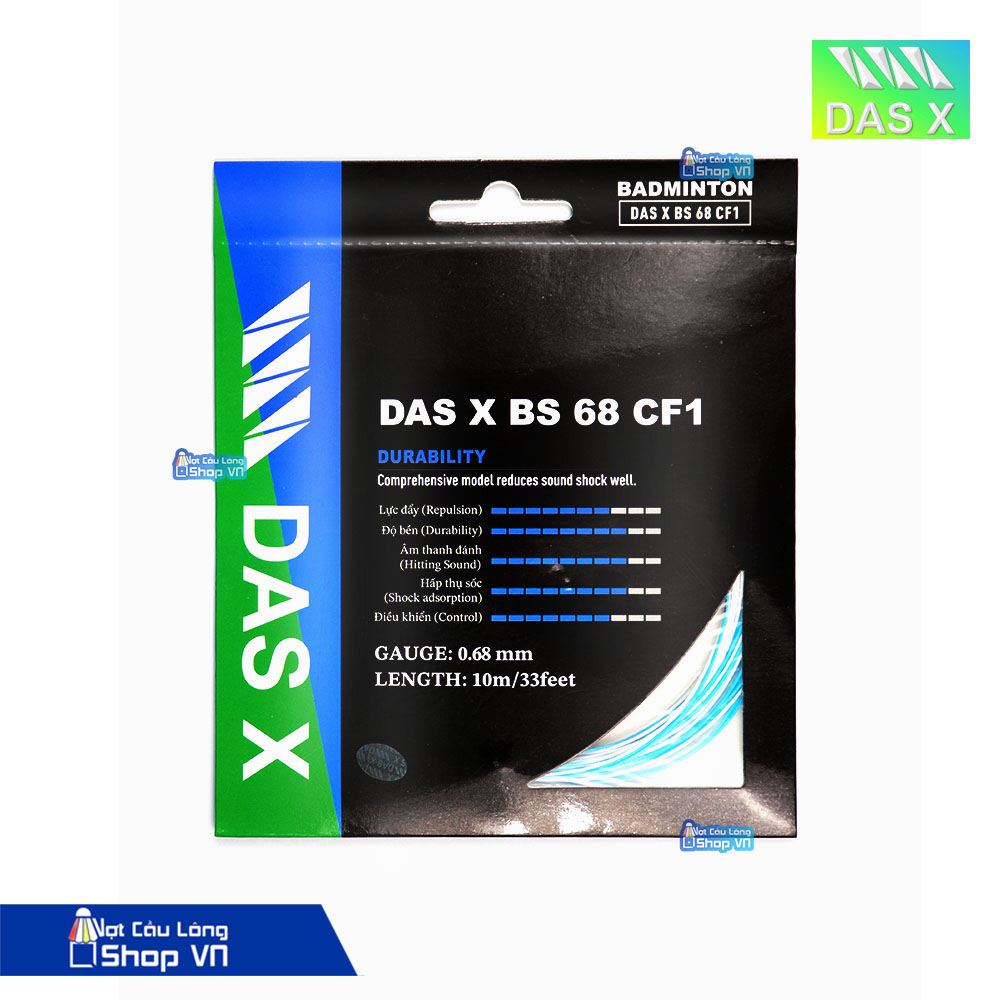 DAS X
Vợt Cầu Lông
Shop VN
BADMINTON
DAS X BS 68 CF1
DAS X BS 68 CF1
Vợt Cầu Lông
Shop VN
DURABILITY
Comprehensive model reduces sound shock well.
Lực đẩy (Repulsion)
Độ bền (Durability)
Âm thanh đánh
(Hitting Sound)
Hấp thụ sốc
(Shock adsorption)
Điều khiển (Control)
DAS X
GAUGE: 0.68 mm
LENGTH: 10m/33feet
Vợt Cầu Lông
Shop VN
Vợt Cầu Lông
Shop VN